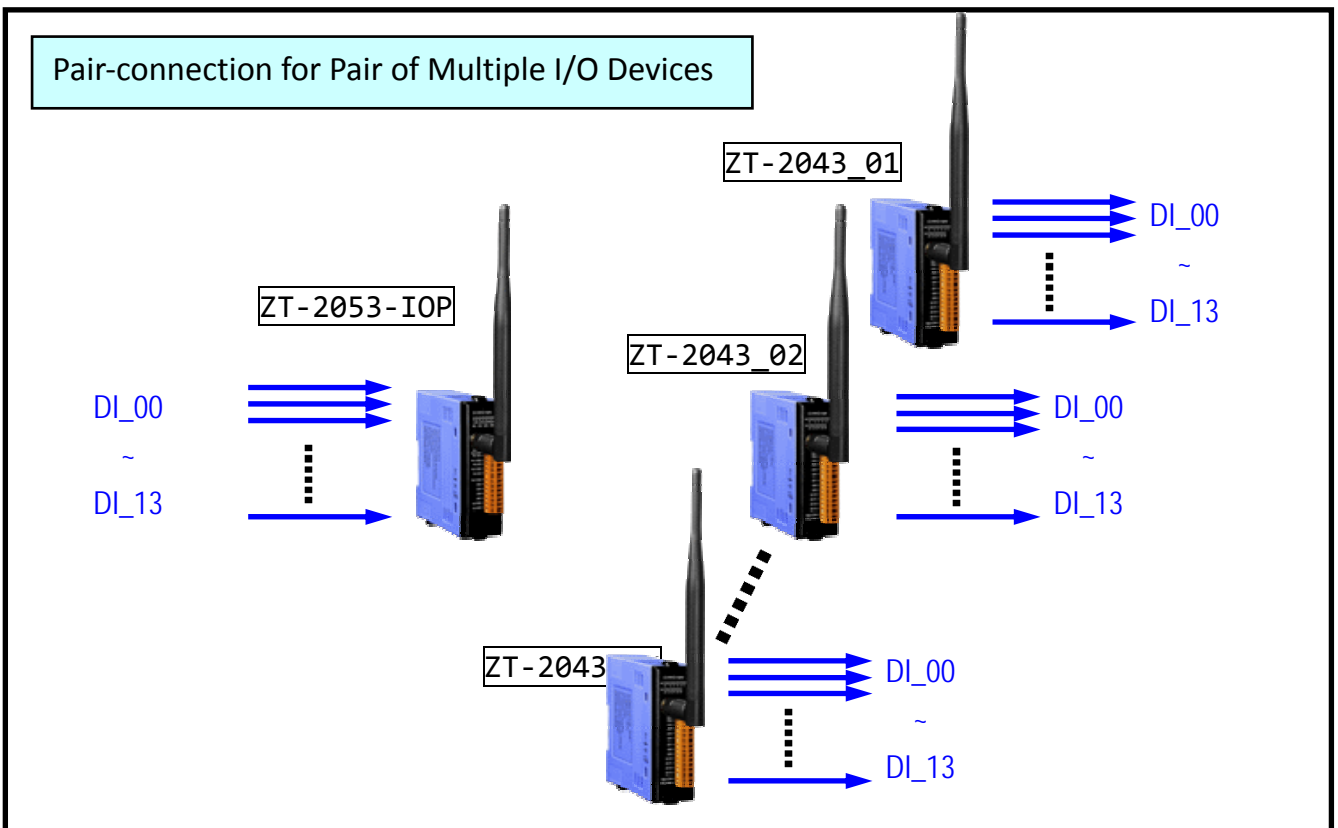 Pair-connection for Pair of Multiple I/O Devices
ZT-2043_01
DI_00
~
DI_13
ZT-2053-IOP
ZT-2043_02
DI_00
~
DI_13
DI_00
~
DI_13
ZT-2043
DI_00
~
DI_13